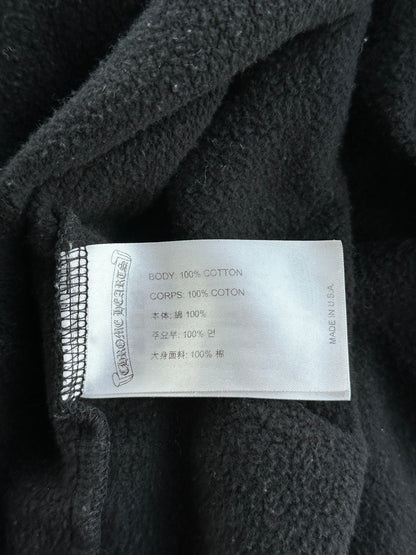 CHROME HEARTS
BODY: 100% COTTON
CORPS: 100% COTON
本体: 綿 100%
주요부: 100% 면
大身面料: 100% 棉
MADE IN U.S.A.